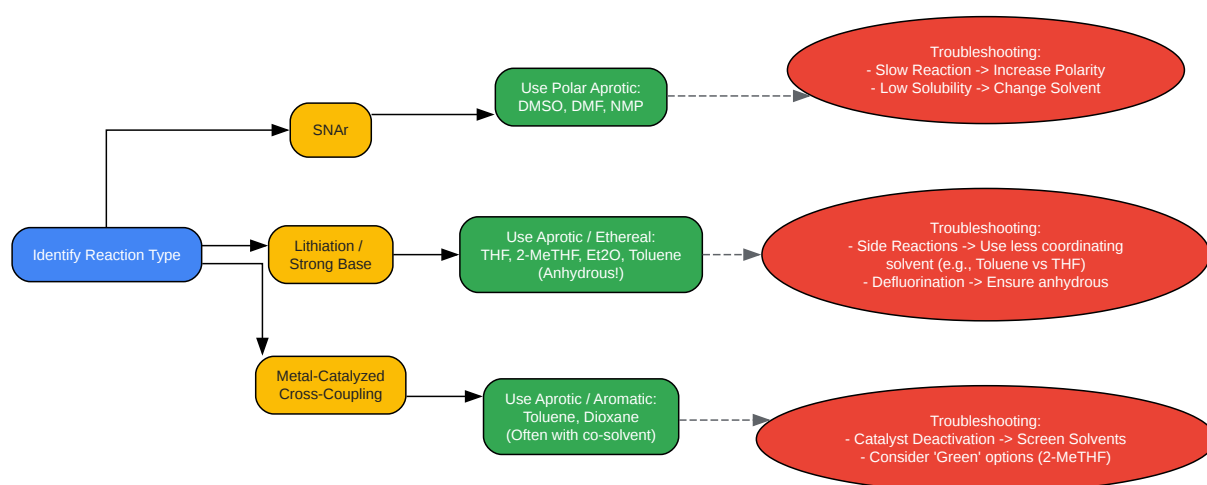 Identify Reaction Type
SNAr
Use Polar Aprotic:
DMSO, DMF, NMP
Troubleshooting:
- Slow Reaction -> Increase Polarity
- Low Solubility -> Change Solvent
Lithiation /
Strong Base
Use Aprotic / Ethereal:
THF, 2-MeTHF, Et2O, Toluene
(Anhydrous!)
Troubleshooting:
- Side Reactions -> Use less coordinating
solvent (e.g., Toluene vs THF)
- Defluorination -> Ensure anhydrous
Metal-Catalyzed
Cross-Coupling
Use Aprotic / Aromatic:
Toluene, Dioxane
(Often with co-solvent)
Troubleshooting:
- Catalyst Deactivation -> Screen Solvents
- Consider 'Green' options (2-MeTHF)